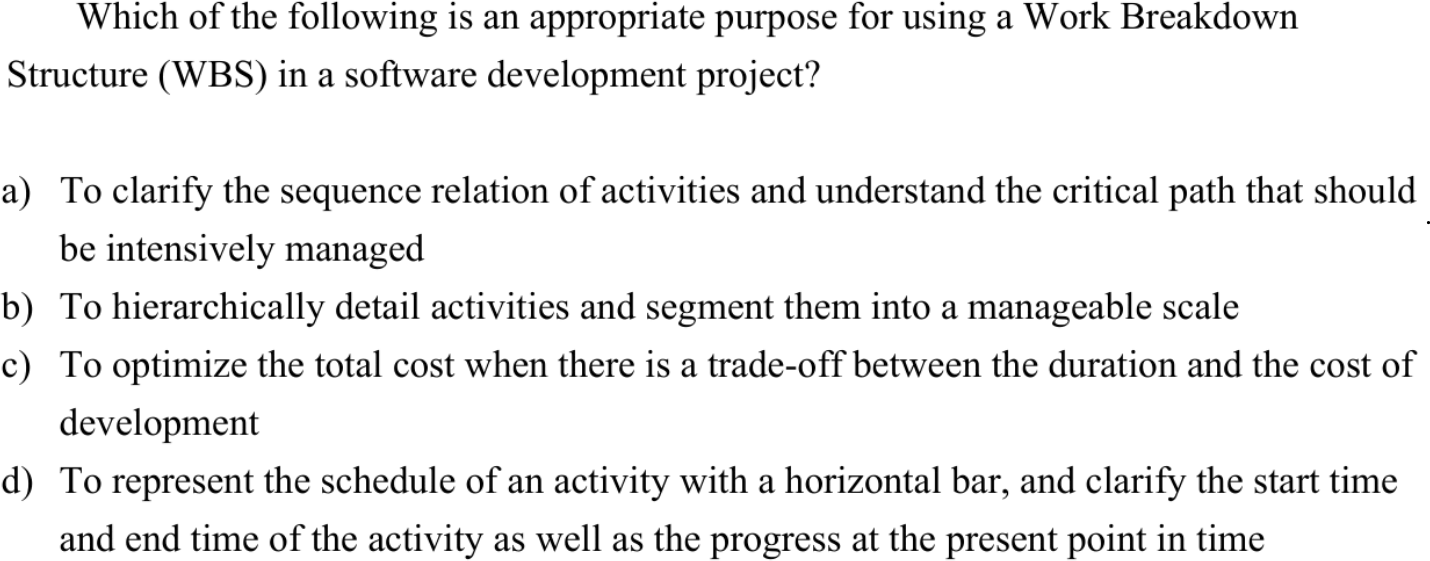 Which of the following is an appropriate purpose for using a Work Breakdown
Structure (WBS) in a software development project?
a) To clarify the sequence relation of activities and understand the critical path that should
be intensively managed
b) To hierarchically detail activities and segment them into a manageable scale
c) To optimize the total cost when there is a trade-off between the duration and the cost of
development
d) To represent the schedule of an activity with a horizontal bar, and clarify the start time
and end time of the activity as well as the progress at the present point in time